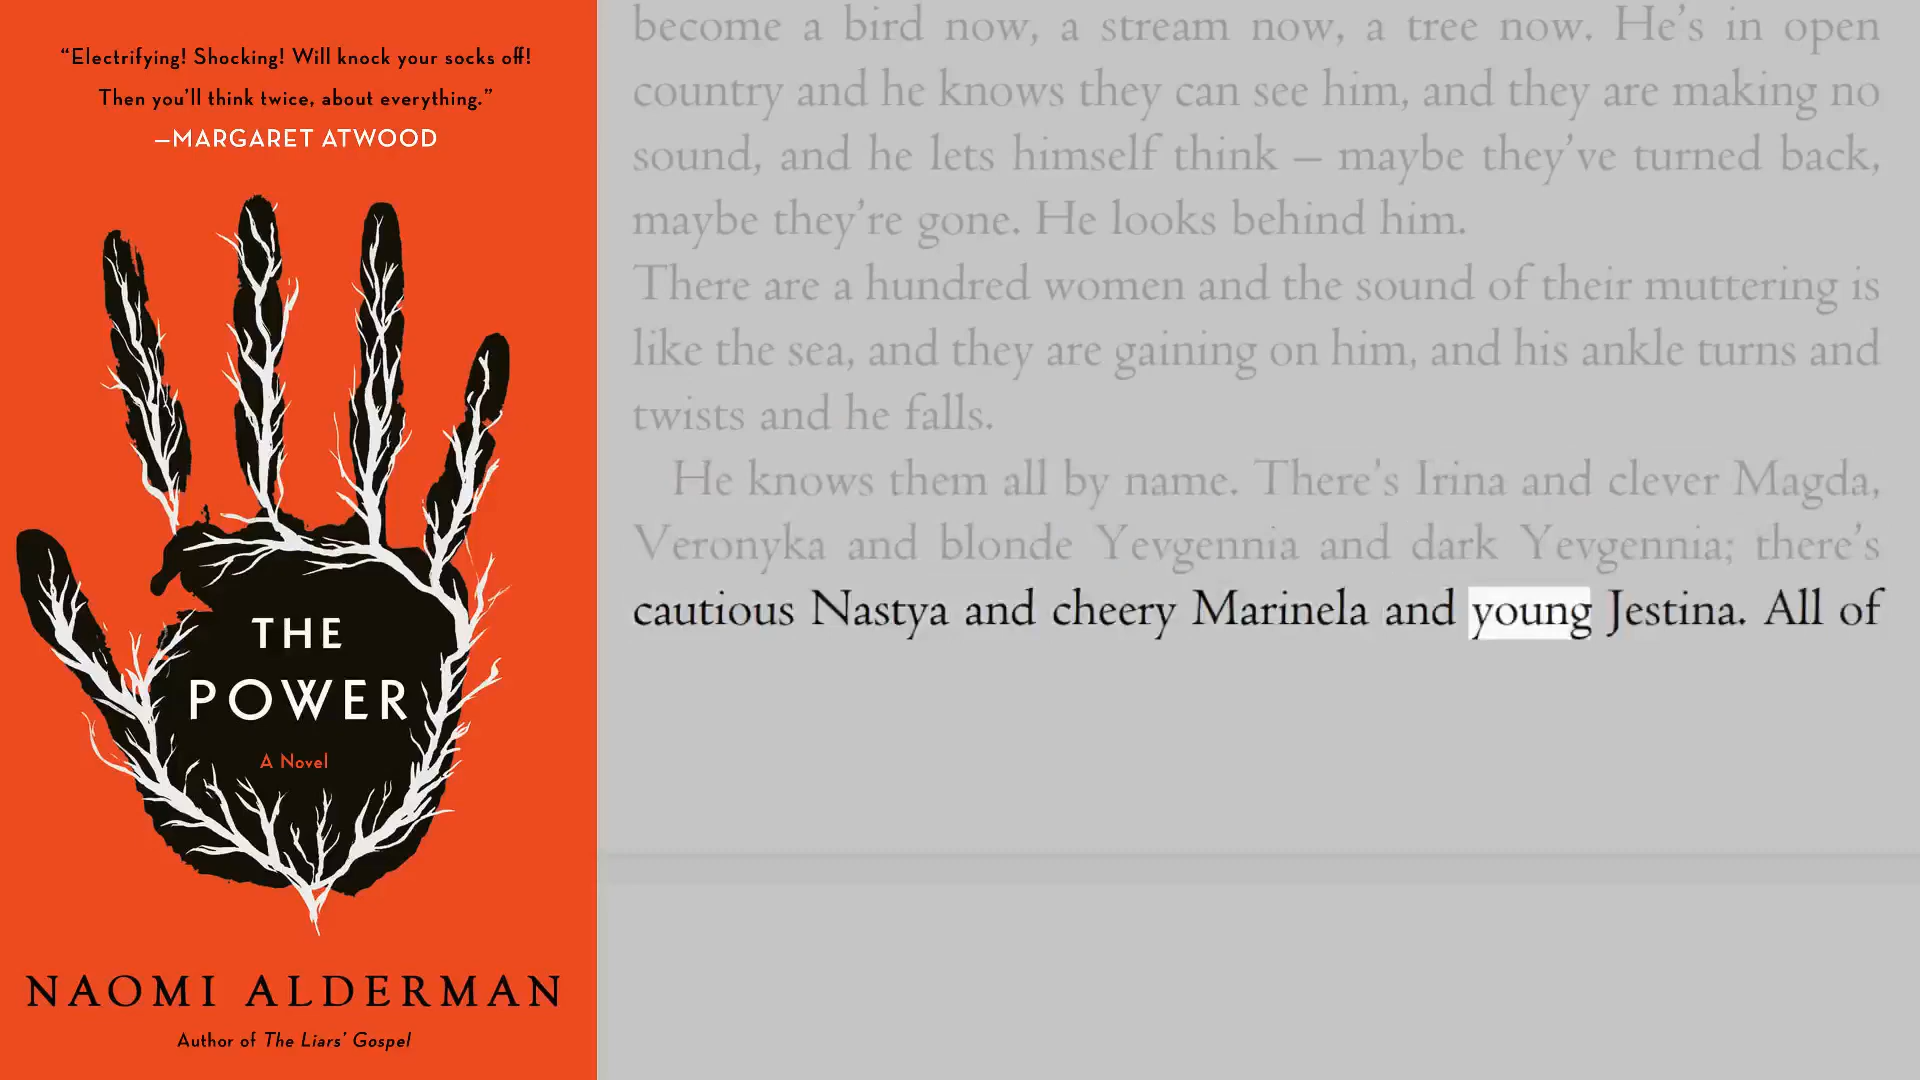 “Electrifying! Shocking! Will knock your socks off!
Then you’ll think twice, about everything.”
—MARGARET ATWOOD
THE
POWER
A Novel
NAOMI ALDERMAN
Author of The Liars’ Gospel
become a bird now, a stream now, a tree now. He’s in open
country and he knows they can see him, and they are making no
sound, and he lets himself think – maybe they’ve turned back,
maybe they’re gone. He looks behind him.
There are a hundred women and the sound of their muttering is
like the sea, and they are gaining on him, and his ankle turns and
twists and he falls.
He knows them all by name. There’s Irina and clever Magda,
Veronyka and blonde Yevgennia and dark Yevgennia; there’s
cautious Nastya and cheery Marinela and young Jestina. All of